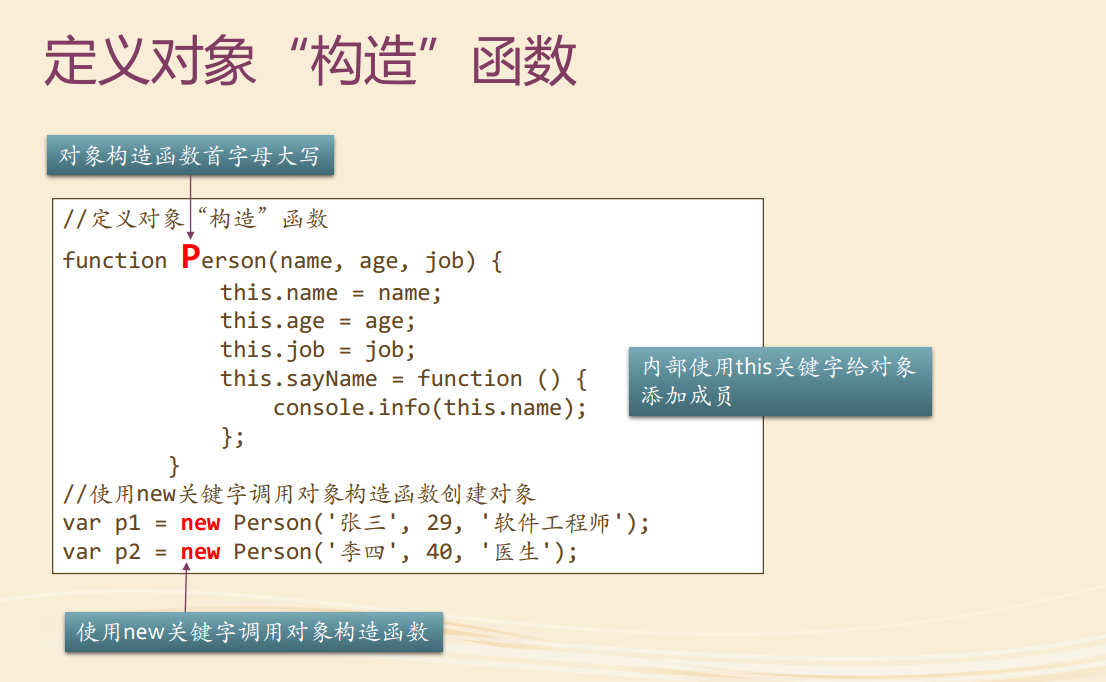 定义对象“构造”函数
对象构造函数首字母大写
//定义对象“构造”函数
function Person(name, age, job) {
this.name = name;
this.age = age;
this.job = job;
this.sayName = function () {
console.info(this.name);
};
}
内部使用this关键字给对象
添加成员
//使用new关键字调用对象构造函数创建对象
var p1 = new Person('张三', 29, '软件工程师');
var p2 = new Person('李四', 40, '医生');
使用new关键字调用对象构造函数